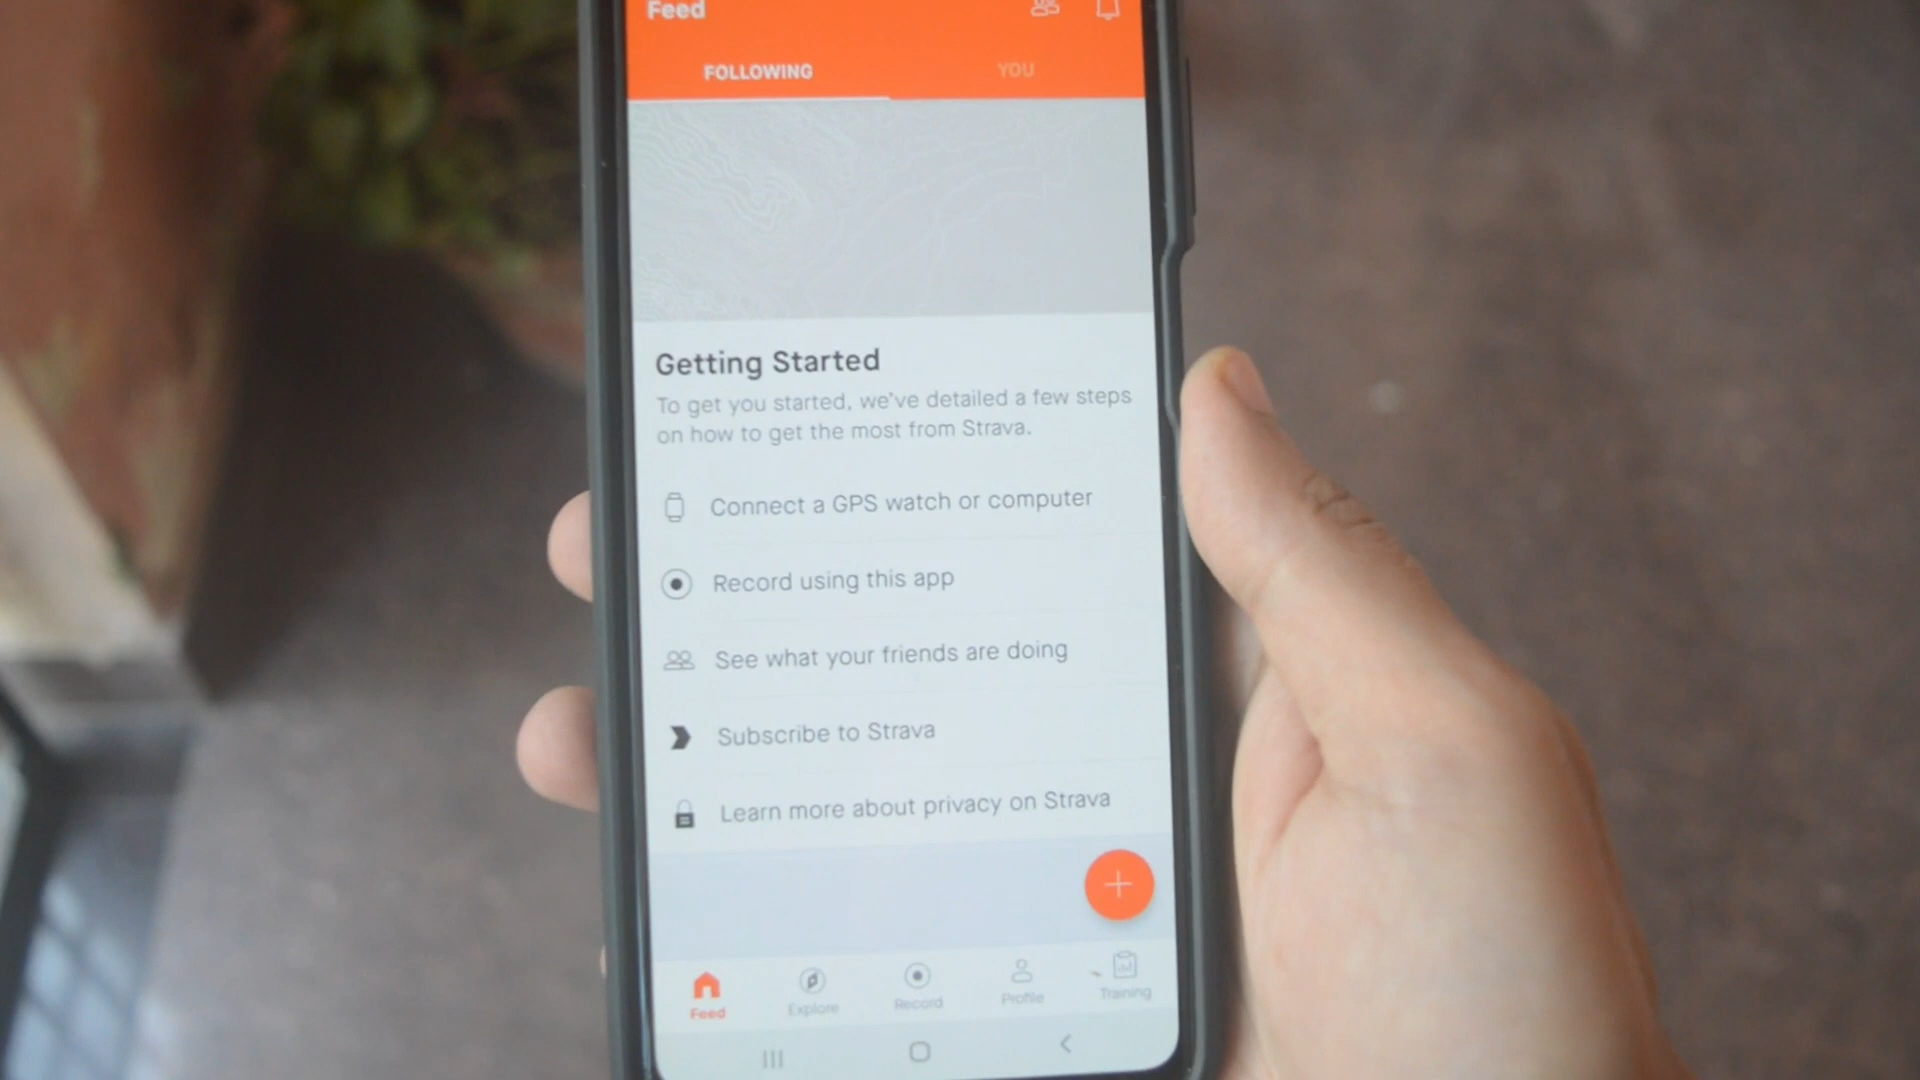 Feed
FOLLOWING YOU
Getting Started
To get you started, we've detailed a few steps
on how to get the most from Strava.
Connect a GPS watch or computer
Record using this app
See what your friends are doing
Subscribe to Strava
Learn more about privacy on Strava
Feed Explore Record Profile Training